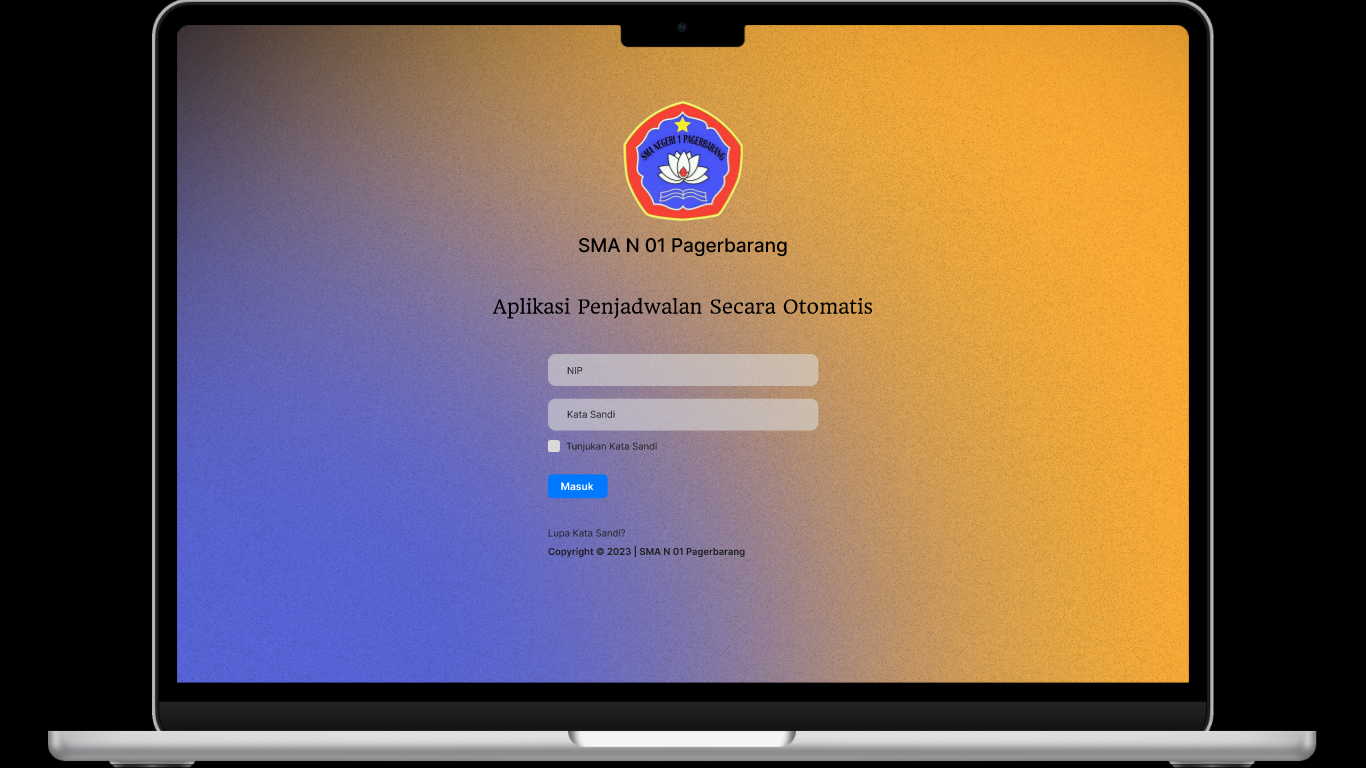 SMA NEGERI 1 PAGERBARANG
SMA N 01 Pagerbarang
Aplikasi Penjadwalan Secara Otomatis
NIP
Kata Sandi
Tunjukan Kata Sandi
Masuk
Lupa Kata Sandi?
Copyright © 2023 | SMA N 01 Pagerbarang